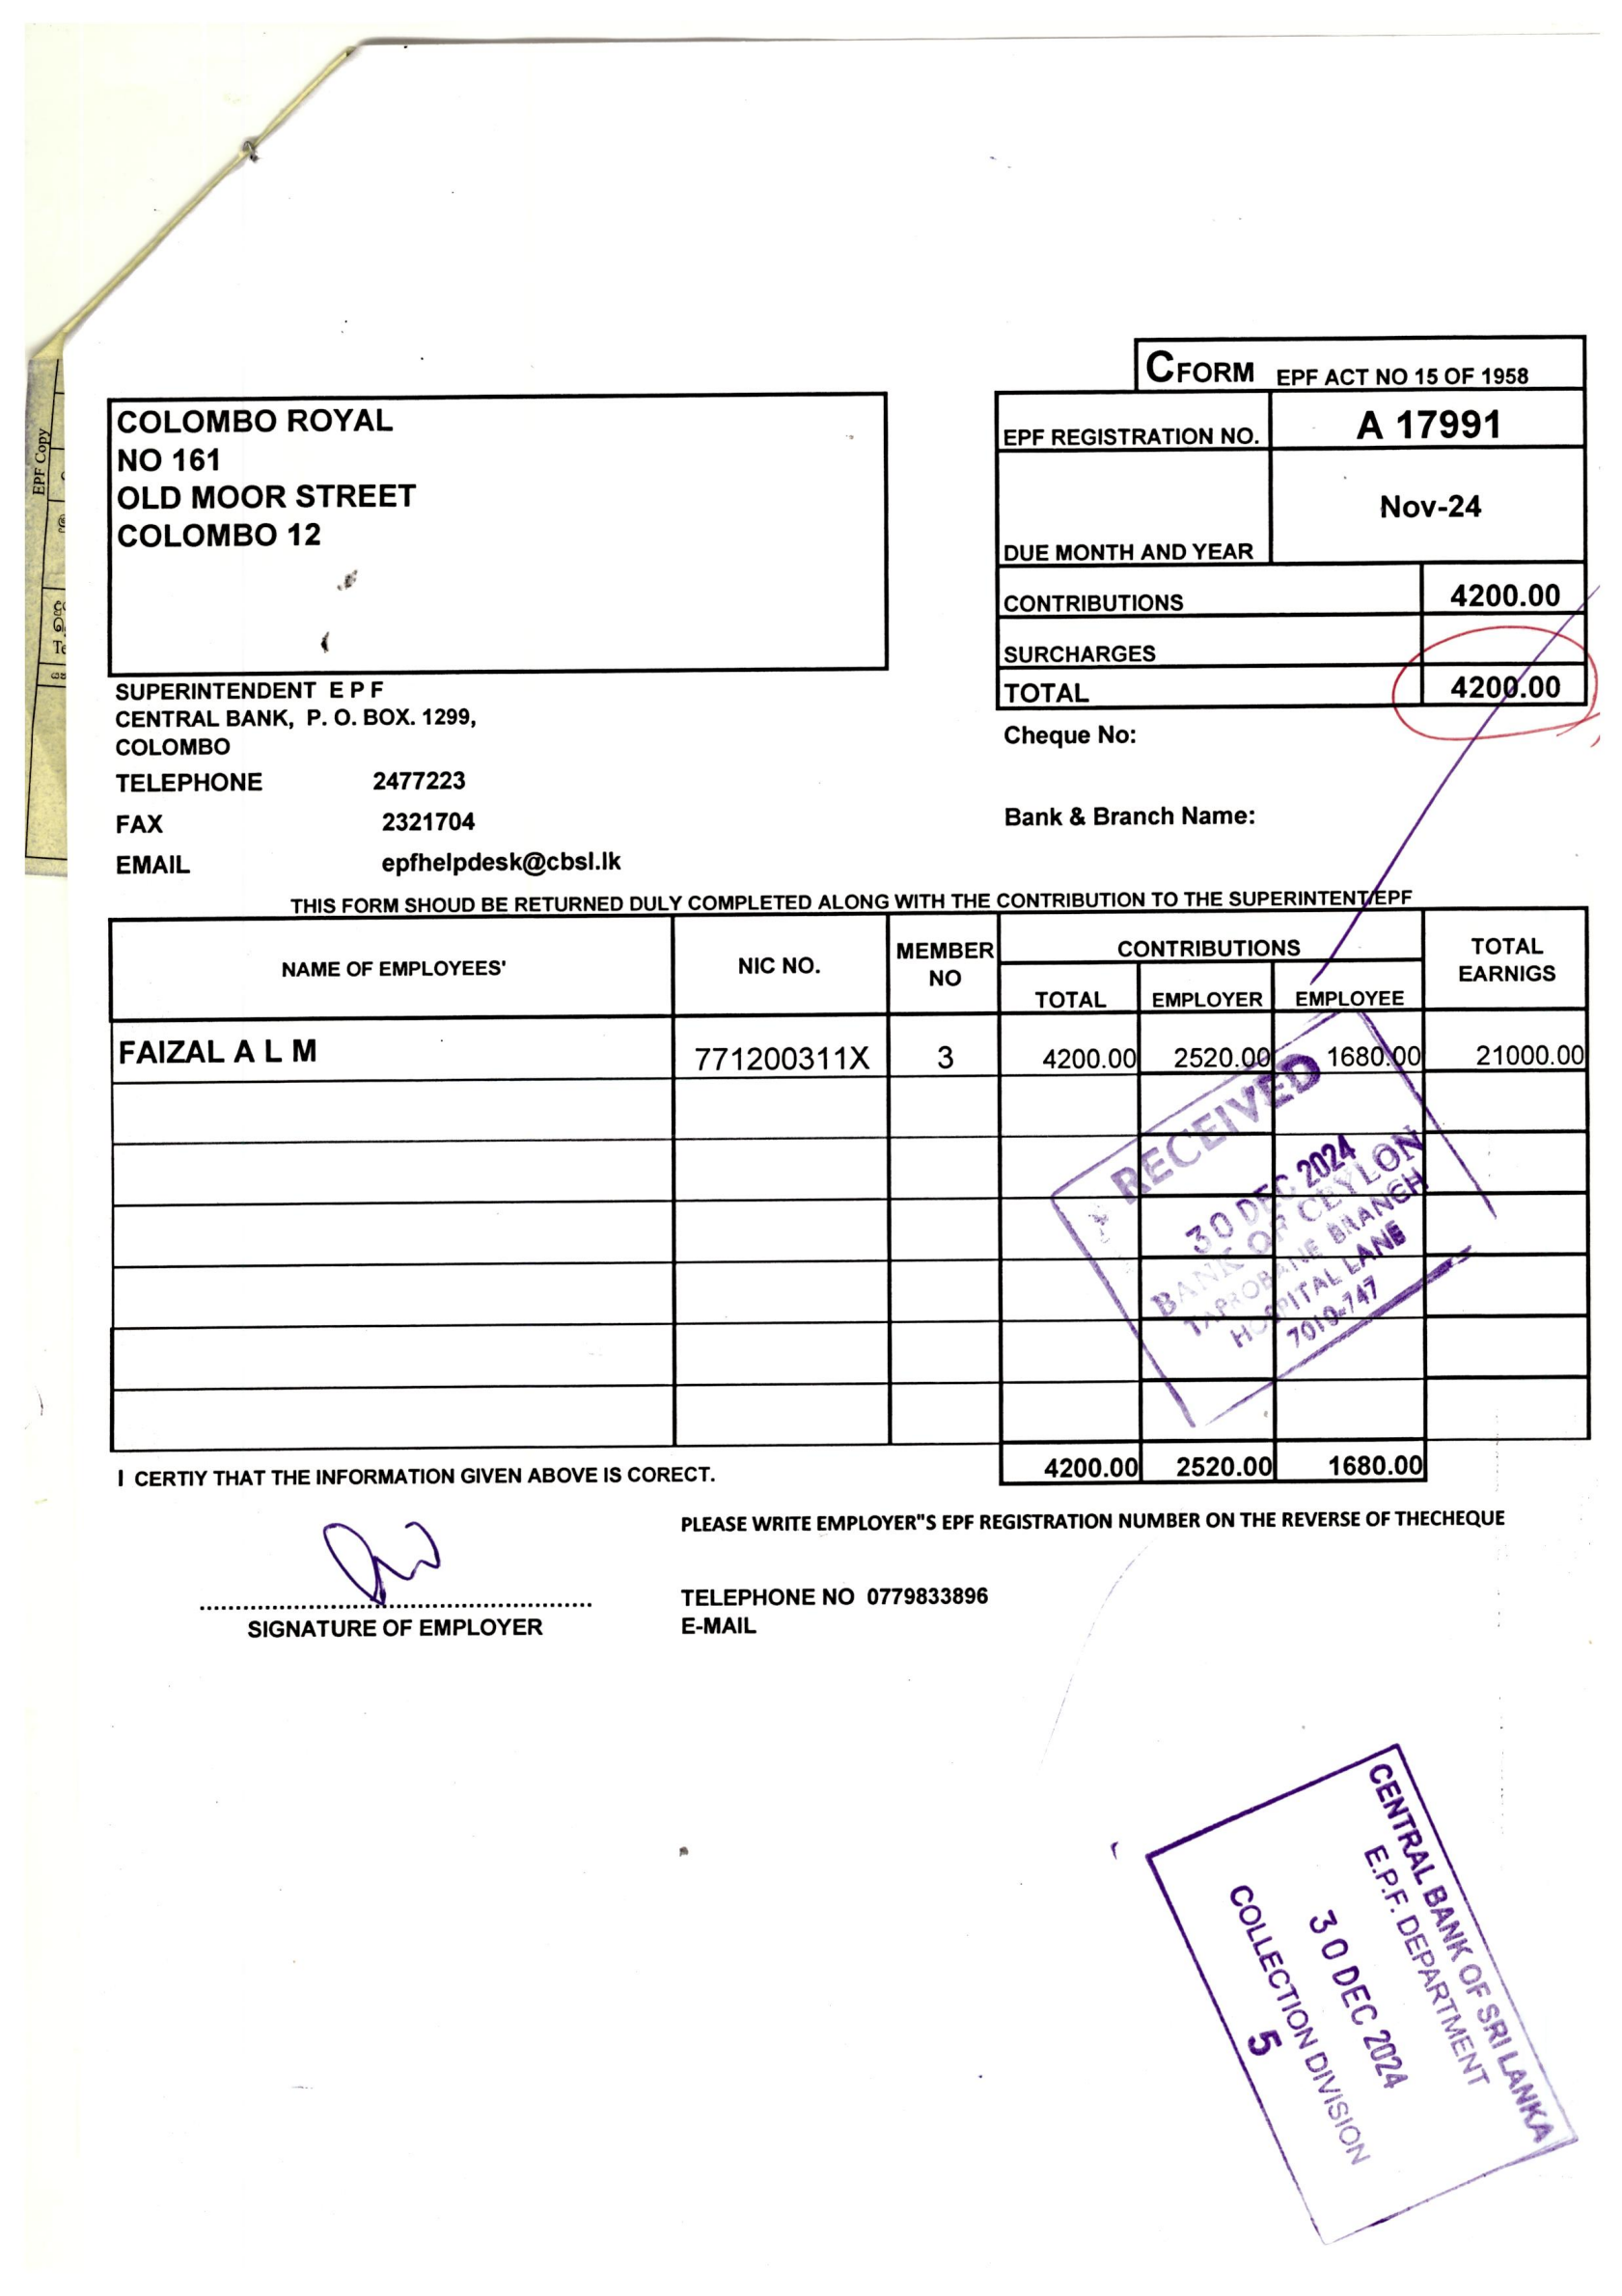 EPF Copy
C FORM EPF ACT NO 15 OF 1958
COLOMBO ROYAL
NO 161
OLD MOOR STREET
COLOMBO 12
EPF REGISTRATION NO. A 17991
DUE MONTH AND YEAR Nov-24
CONTRIBUTIONS 4200.00
SURCHARGES
TOTAL 4200.00
SUPERINTENDENT E P F
CENTRAL BANK, P. O. BOX. 1299,
COLOMBO
TELEPHONE 2477223
FAX 2321704
EMAIL epfhelpdesk@cbsl.lk
Cheque No:
Bank & Branch Name:
THIS FORM SHOUD BE RETURNED DULY COMPLETED ALONG WITH THE CONTRIBUTION TO THE SUPERINTENT/EPF
NAME OF EMPLOYEES' NIC NO. MEMBER NO CONTRIBUTIONS TOTAL EARNIGS
TOTAL EMPLOYER EMPLOYEE
FAIZAL A L M 771200311X 3 4200.00 2520.00 1680.00 21000.00
RECEIVED
30 DEC 2024
BANK OF CEYLON
TAPROBANE BRANCH
HOSPITAL LANE
7010-747
4200.00 2520.00 1680.00
I CERTIY THAT THE INFORMATION GIVEN ABOVE IS CORECT.
PLEASE WRITE EMPLOYER"S EPF REGISTRATION NUMBER ON THE REVERSE OF THECHEQUE
SIGNATURE OF EMPLOYER
TELEPHONE NO 0779833896
E-MAIL
CENTRAL BANK OF SRI LANKA
E.P.F. DEPARTMENT
30 DEC 2024
COLLECTION DIVISION
5